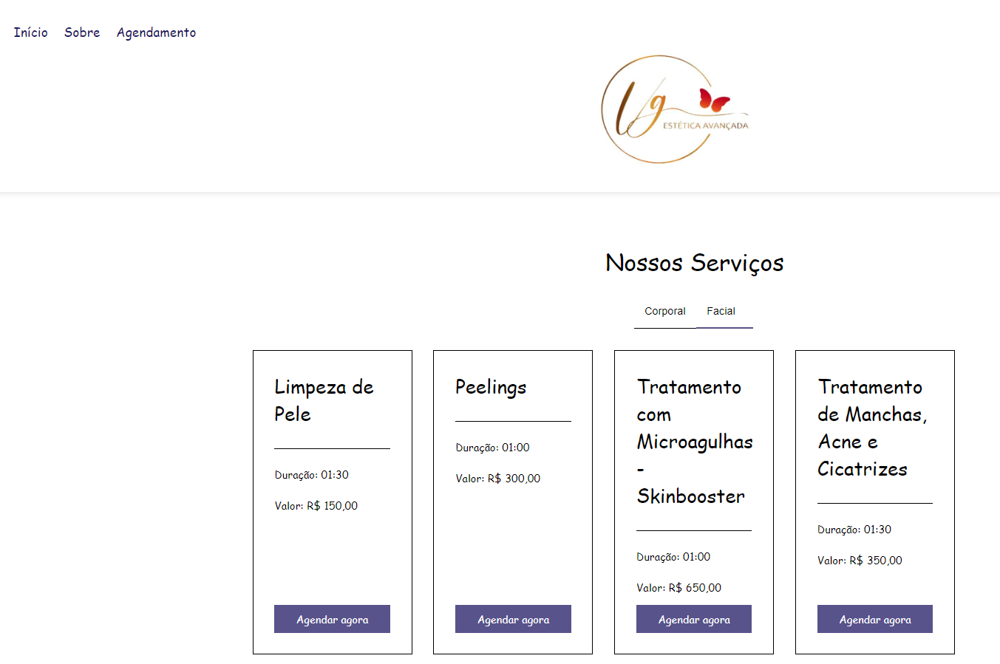 Início Sobre Agendamento
Vg
ESTÉTICA AVANÇADA
Nossos Serviços
Corporal Facial
Limpeza de
Pele
Duração: 01:30
Valor: R$ 150,00
Agendar agora
Peelings
Duração: 01:00
Valor: R$ 300,00
Agendar agora
Tratamento
com
Microagulhas
-
Skinbooster
Duração: 01:00
Valor: R$ 650,00
Agendar agora
Tratamento
de Manchas,
Acne e
Cicatrizes
Duração: 01:30
Valor: R$ 350,00
Agendar agora